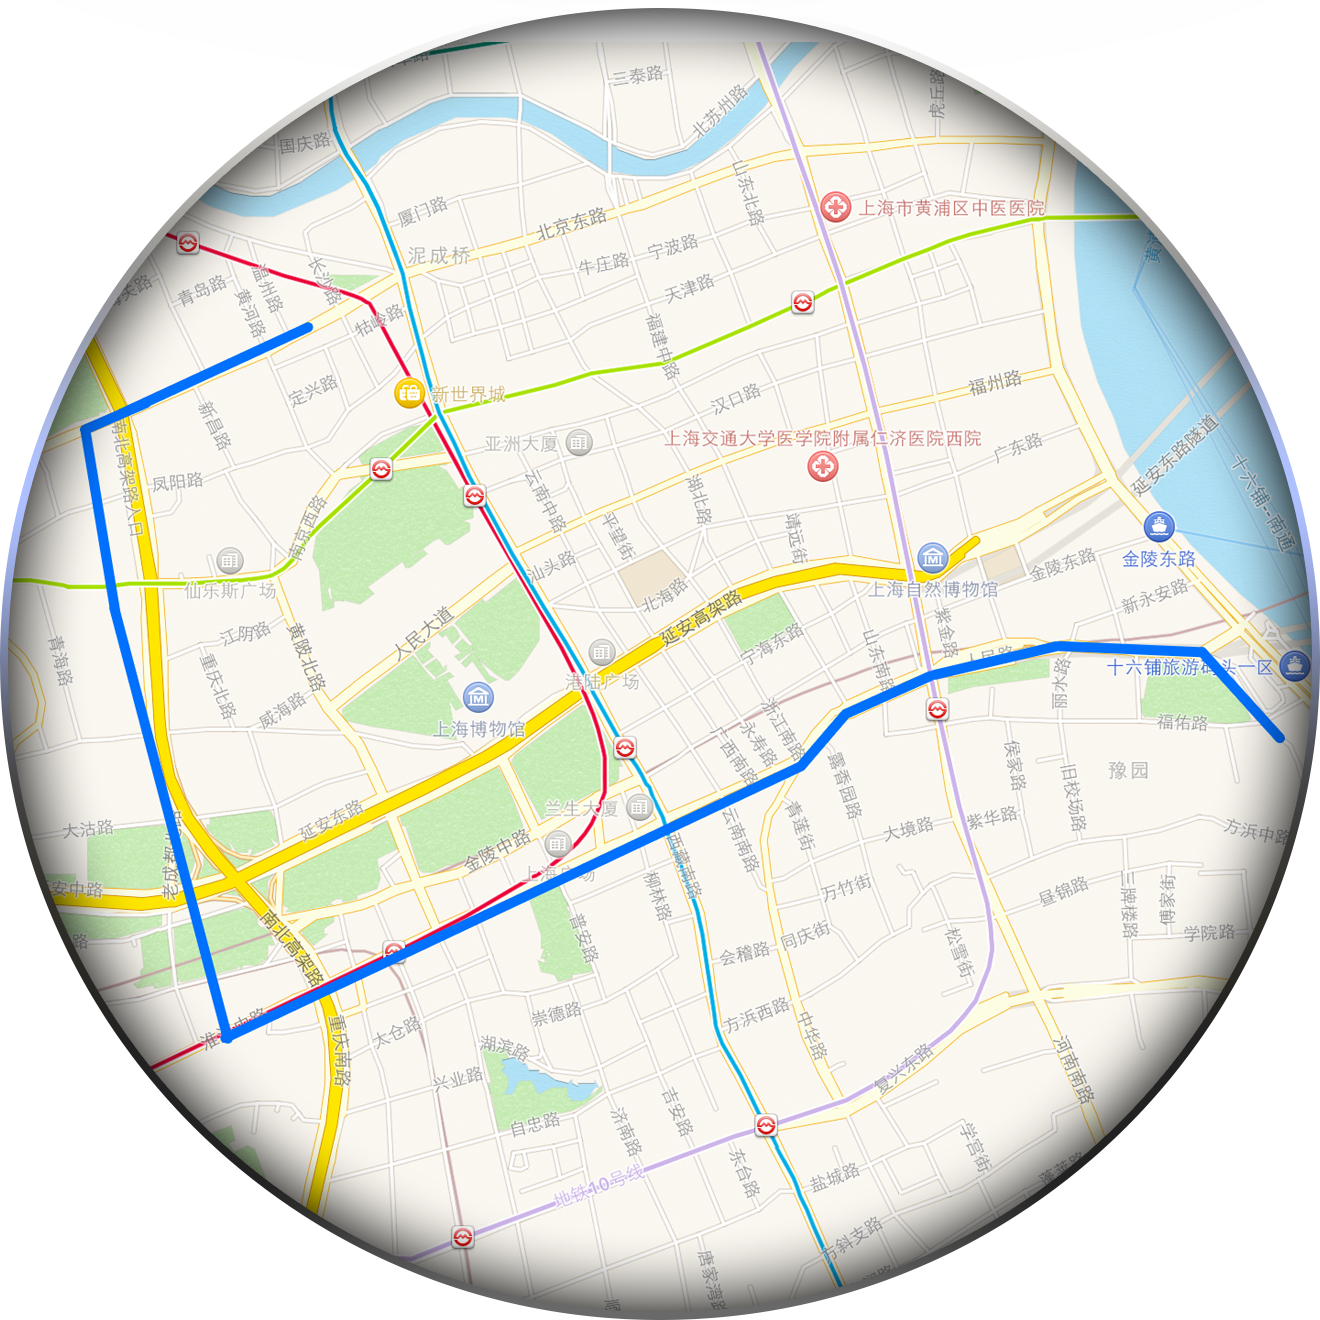 三泰路
虎丘路
北苏州路
国庆路
山东北路
厦门路
北京东路
上海市黄浦区中医医院
泥成桥
宁波路
牛庄路
长沙路
温州路
青岛路
黄河路
天津路
牯岭路
福建中路
定兴路
新世界城
汉口路
福州路
新昌路
南北高架路入口
亚洲大厦
上海交通大学医学院附属仁济医院西院
广东路
延安东路隧道
十六铺--南通
凤阳路
南京西路
云南中路
湖北路
平望街
靖远街
金陵东路
汕头路
仙乐斯广场
北海路
上海自然博物馆
金陵东路
新永安路
延安高架路
江阴路
人民大道
黄陂北路
宁海东路
紫金路
山东南路
民路
青海路
重庆北路
港陆广场
十六铺旅游码头一区
丽水路
威海路
上海博物馆
浙江南路
永寿路
广西南路
福佑路
侯家路
旧校场路
豫园
露香园路
大沽路
延安东路
兰生大厦
青莲街
云南南路
大境路
紫华路
方浜中路
金陵中路
上海广场
西藏南路
安中路
柳林路
万竹街
昼锦路
三牌楼路
傅家街
南北高架路
普安路
会稽路
同庆街
松雪街
学院路
太仓路
崇德路
方浜西路
中华路
重庆南路
湖滨路
兴业路
复兴东路
河南南路
自忠路
吉安路
济南路
学宫街
地铁10号线
东台路
盐城路
斜支路
唐家湾路